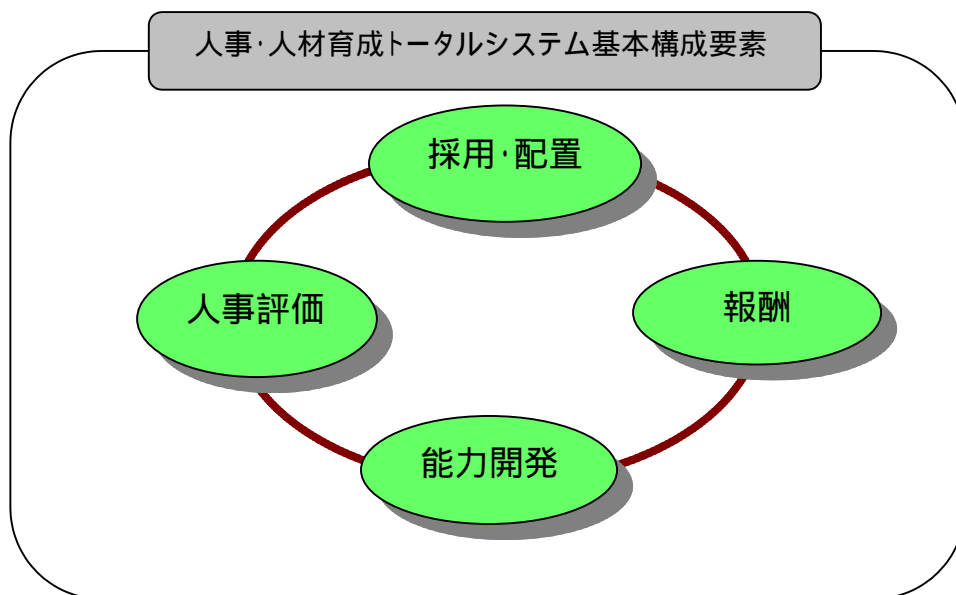 人事・人材育成トータルシステム基本構成要素
採用・配置
人事評価
報酬
能力開発